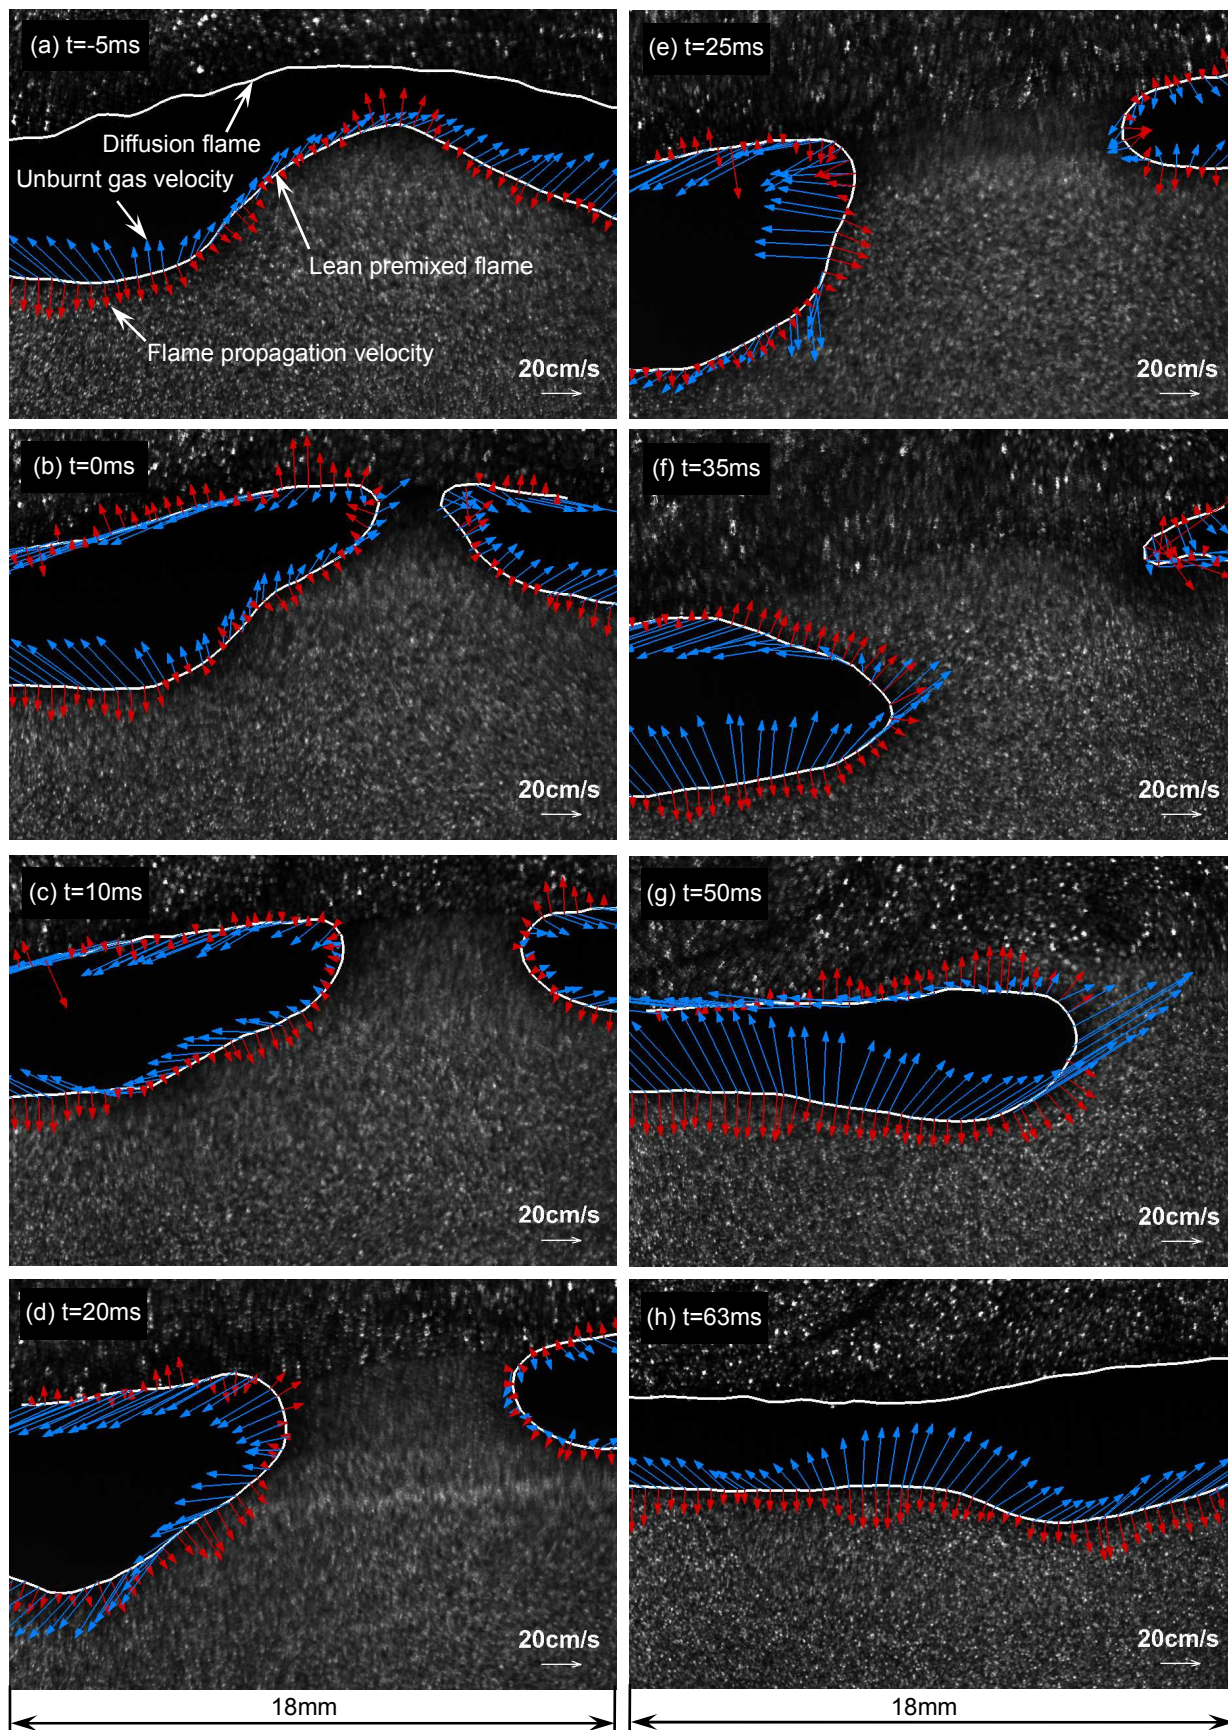 (a) t=-5ms
Diffusion flame
Unburnt gas velocity
Lean premixed flame
Flame propagation velocity
20cm/s
(b) t=0ms
20cm/s
(c) t=10ms
20cm/s
(d) t=20ms
20cm/s
18mm
(e) t=25ms
20cm/s
(f) t=35ms
20cm/s
(g) t=50ms
20cm/s
(h) t=63ms
20cm/s
18mm